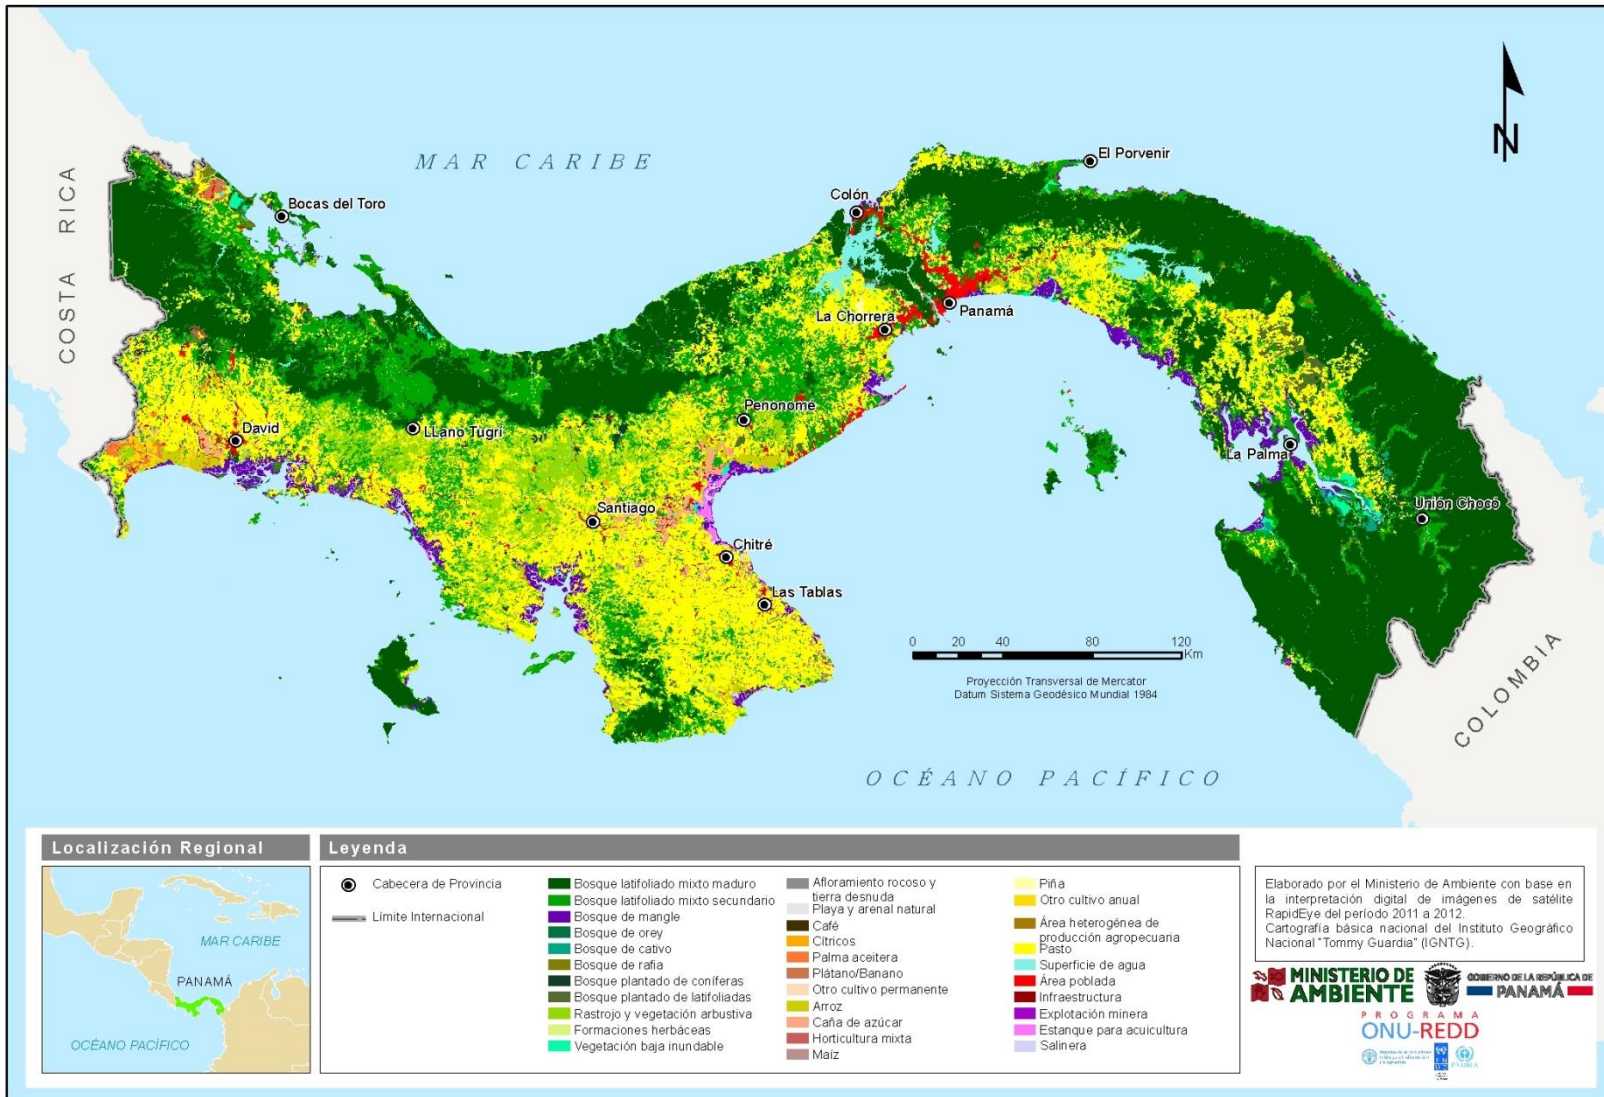 MAR CARIBE
COSTA RICA
Bocas del Toro
Colón
El Porvenir
Panamá
La Chorrera
Penonomé
David
LLano Tugrí
Santiago
Chitré
Las Tablas
La Palma
Unión Chocó
N
0 20 40 80 120
Km
Proyección Transversal de Mercator
Datum Sistema Geodésico Mundial 1984
COLOMBIA
OCÉANO PACÍFICO
Localización Regional
MAR CARIBE
PANAMÁ
OCÉANO PACÍFICO
Leyenda
Cabecera de Provincia
Límite Internacional
Bosque latifoliado mixto maduro
Bosque latifoliado mixto secundario
Bosque de mangle
Bosque de orey
Bosque de cativo
Bosque de rafia
Bosque plantado de coníferas
Bosque plantado de latifoliadas
Rastrojo y vegetación arbustiva
Formaciones herbáceas
Vegetación baja inundable
Afloramiento rocoso y
tierra desnuda
Playa y arenal natural
Café
Cítricos
Palma aceitera
Plátano/Banano
Otro cultivo permanente
Arroz
Caña de azúcar
Horticultura mixta
Maíz
Piña
Otro cultivo anual
Área heterogénea de
producción agropecuaria
Pasto
Superficie de agua
Área poblada
Infraestructura
Explotación minera
Estanque para acuicultura
Salinera
Elaborado por el Ministerio de Ambiente con base en
la interpretación digital de imágenes de satélite
RapidEye del período 2011 a 2012.
Cartografía básica nacional del Instituto Geográfico
Nacional "Tommy Guardia" (IGNTG).
MINISTERIO DE
AMBIENTE
GOBIERNO DE LA REPÚBLICA DE
PANAMÁ
PROGRAMA
ONU-REDD